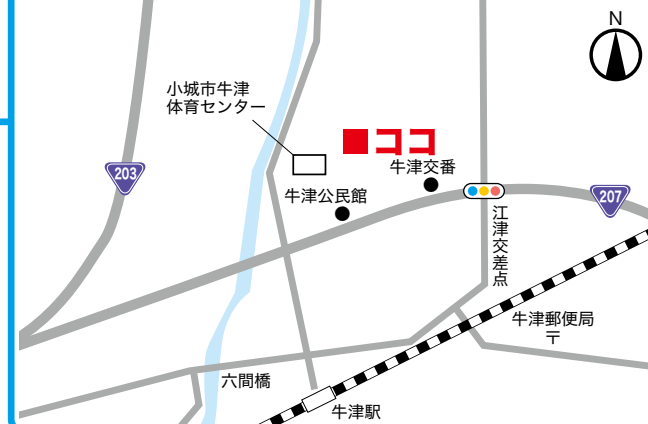 N
小城市牛津
体育センター
ココ
牛津交番
203
牛津公民館
207
江津交差点
牛津郵便局
〒
六間橋
牛津駅